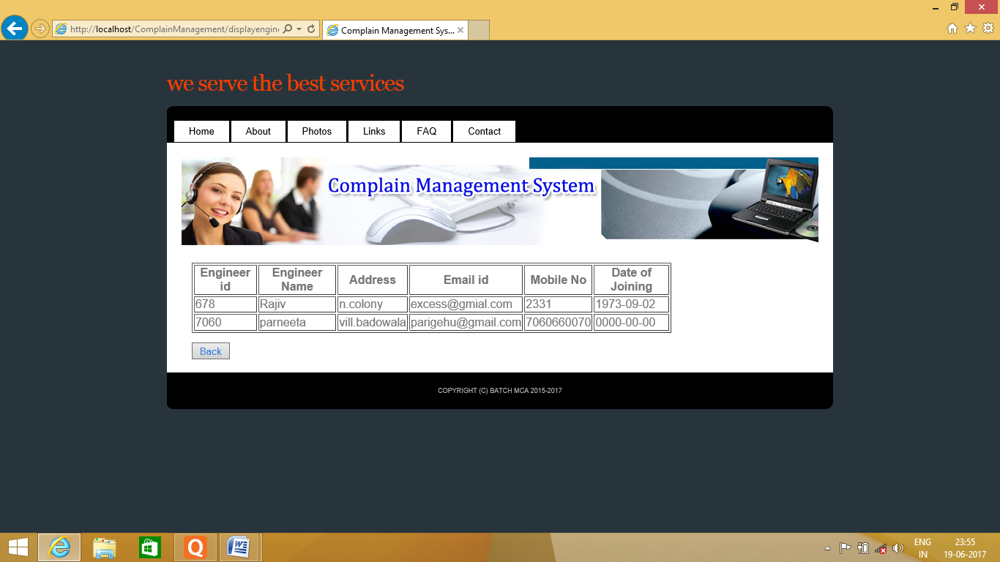 http://localhost/ComplainManagement/displayengin
Complain Management Sys...
we serve the best services
Home About Photos Links FAQ Contact
Complain Management System
Engineer id Engineer Name Address Email id Mobile No Date of Joining
678 Rajiv n.colony excess@gmial.com 2331 1973-09-02
7060 parneeta vill.badowala parigehu@gmail.com 7060660070 0000-00-00
Back
COPYRIGHT (C) BATCH MCA 2015-2017
ENG 23:55
IN 19-06-2017